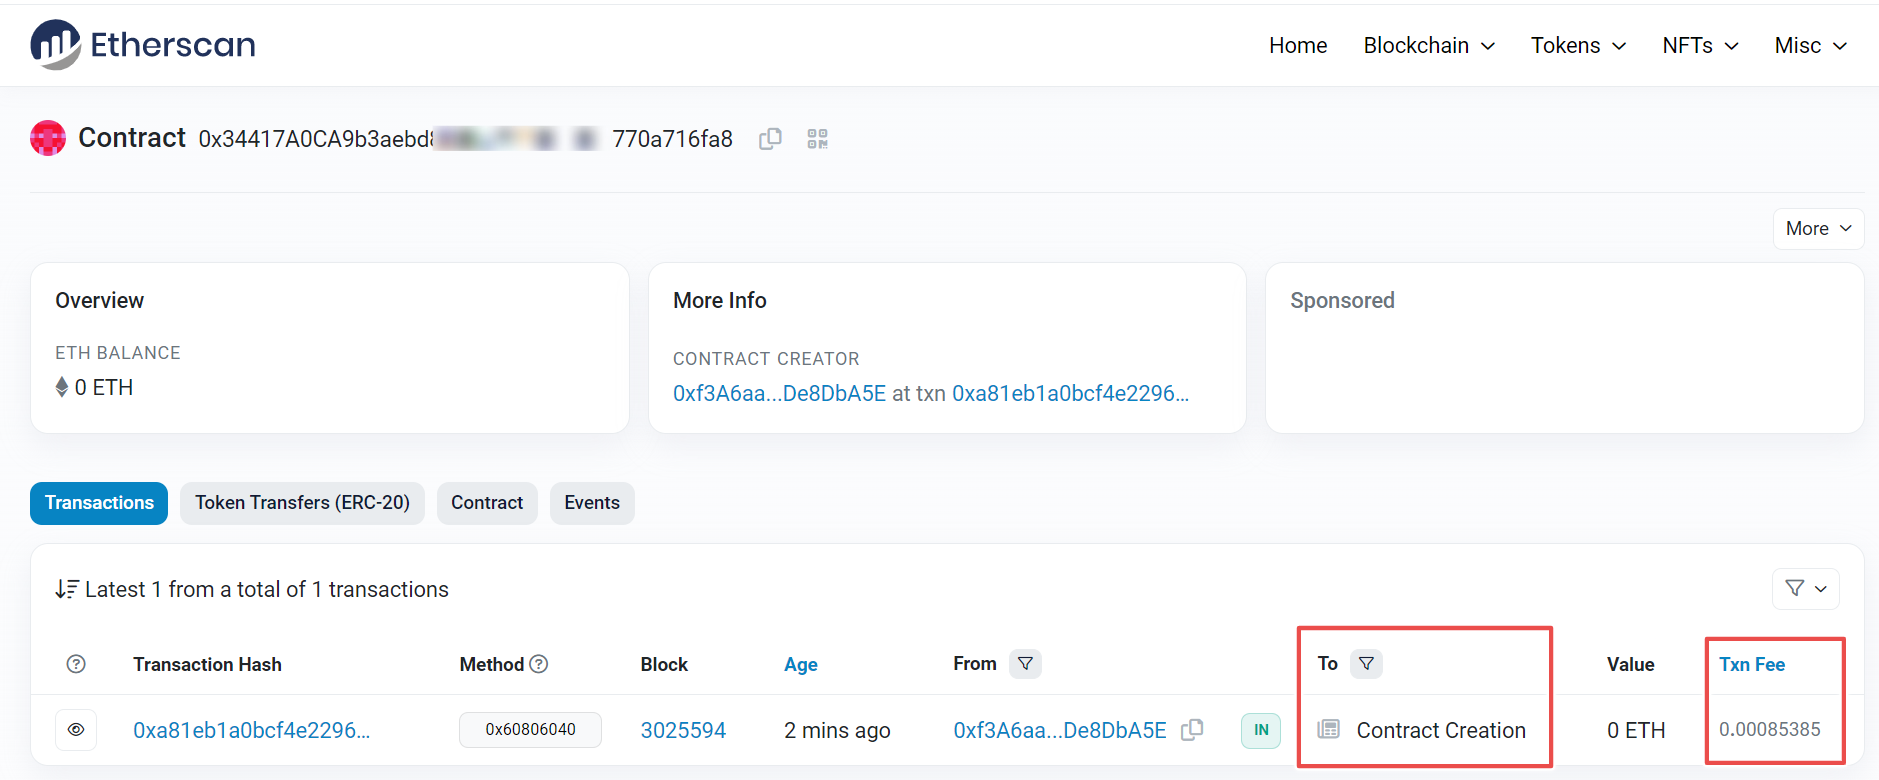 Etherscan
Home Blockchain Tokens NFTs Misc
Contract 0x34417A0CA9b3aebd 770a716fa8
More
Overview
ETH BALANCE
0 ETH
More Info
CONTRACT CREATOR
0xf3A6aa...De8DbA5E at txn 0xa81eb1a0bcf4e2296...
Sponsored
Transactions Token Transfers (ERC-20) Contract Events
Latest 1 from a total of 1 transactions
Transaction Hash Method Block Age From To Value Txn Fee
0xa81eb1a0bcf4e2296... 0x60806040 3025594 2 mins ago 0xf3A6aa...De8DbA5E IN Contract Creation 0 ETH 0.00085385